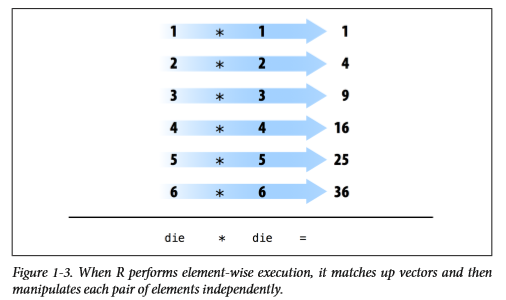 1 * 1 1
2 * 2 4
3 * 3 9
4 * 4 16
5 * 5 25
6 * 6 36
die * die =
Figure 1-3. When R performs element-wise execution, it matches up vectors and then
manipulates each pair of elements independently.